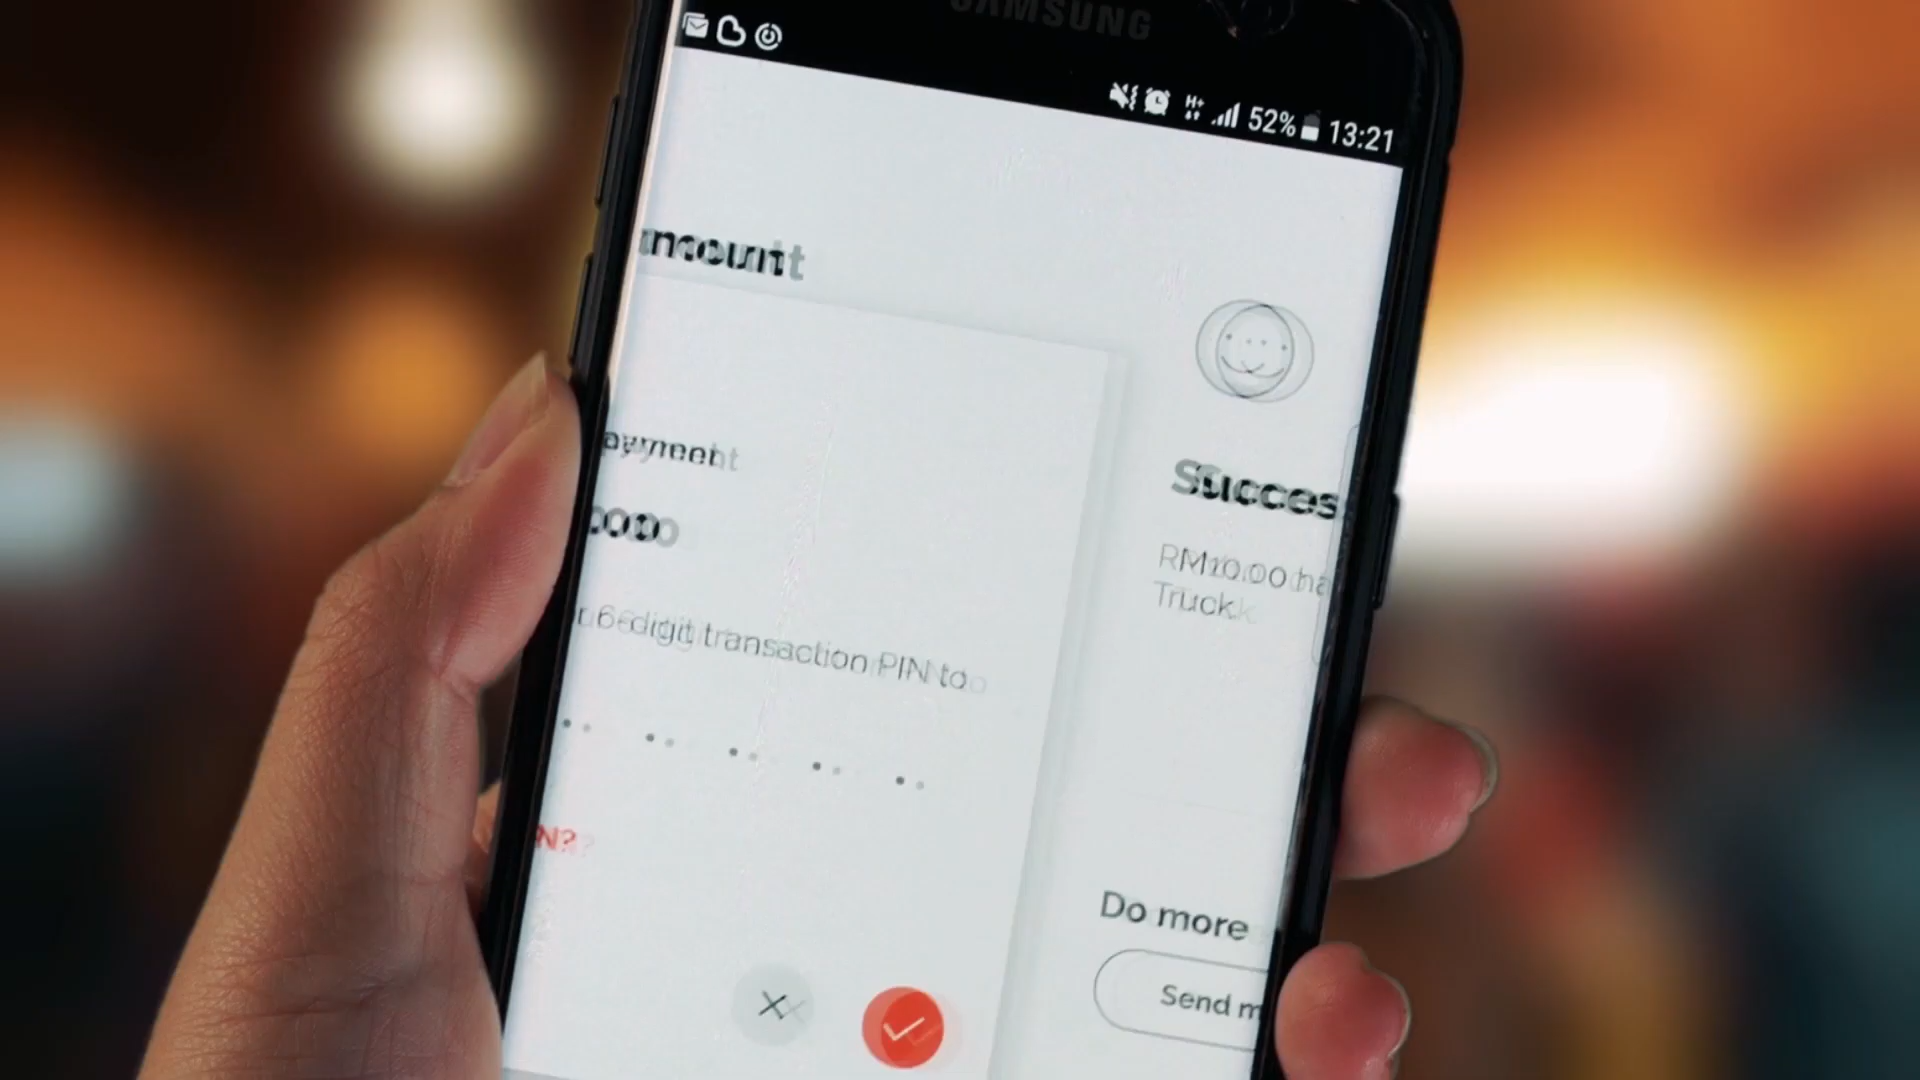 SAMSUNG
H+ 52% 13:21
mount
ayment
6-digit transaction PIN to
N?
Succes
RM10.00 ha
Truck
Do more
Send m